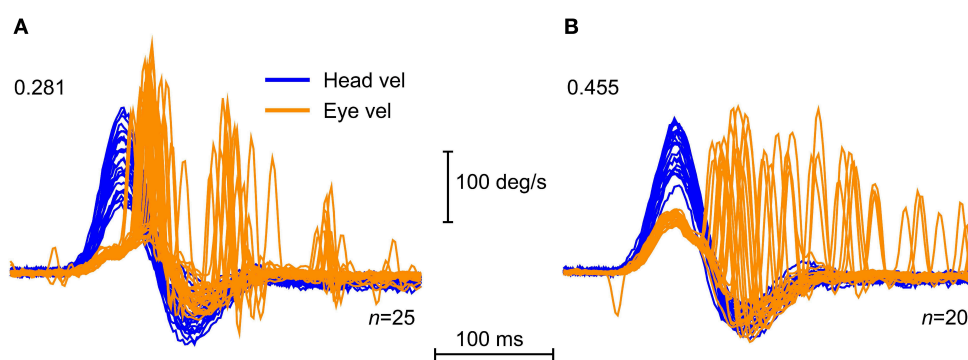 A
B
0.281
Head vel
Eye vel
0.455
100 deg/s
n=25
n=20
100 ms